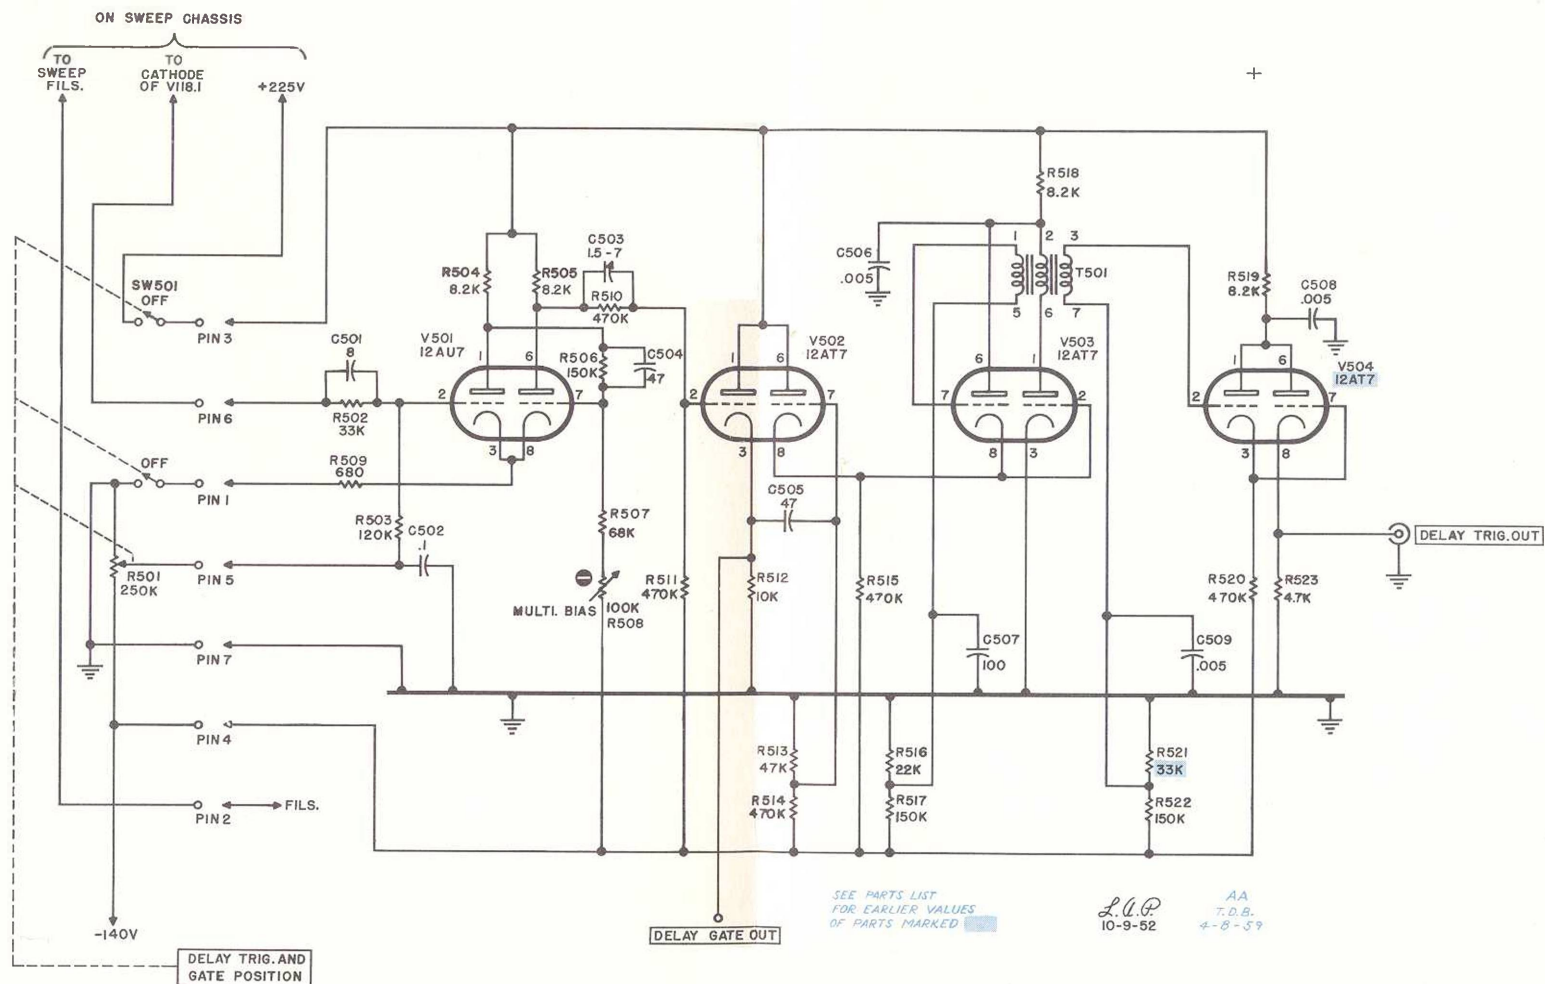 ON SWEEP CHASSIS
TO
SWEEP
FILS.
TO
CATHODE
OF V118.1
+225V
SW501
OFF
PIN 3
PIN 6
OFF
PIN 1
R501
250K
PIN 5
PIN 7
PIN 4
PIN 2
FILS.
-140V
DELAY TRIG. AND
GATE POSITION
C501
8
R502
33K
R509
680
R503
120K
C502
.1
R504
8.2K
R505
8.2K
C503
1.5-7
R510
470K
V501
12AU7
1
6
2
7
3
8
R506
150K
C504
47
R507
68K
MULTI. BIAS
100K
R508
R511
470K
V502
12AT7
1
6
2
7
3
8
C505
47
R512
10K
R515
470K
R513
47K
R514
470K
DELAY GATE OUT
R516
22K
R517
150K
C506
.005
R518
8.2K
1
2
3
T501
5
6
7
V503
12AT7
6
1
7
2
8
3
C507
100
C509
.005
R521
33K
R522
150K
R519
8.2K
C508
.005
V504
12AT7
1
6
2
7
3
8
R520
470K
R523
4.7K
DELAY TRIG. OUT
SEE PARTS LIST
FOR EARLIER VALUES
OF PARTS MARKED
L.A.P.
10-9-52
AA
T.D.B.
4-8-59